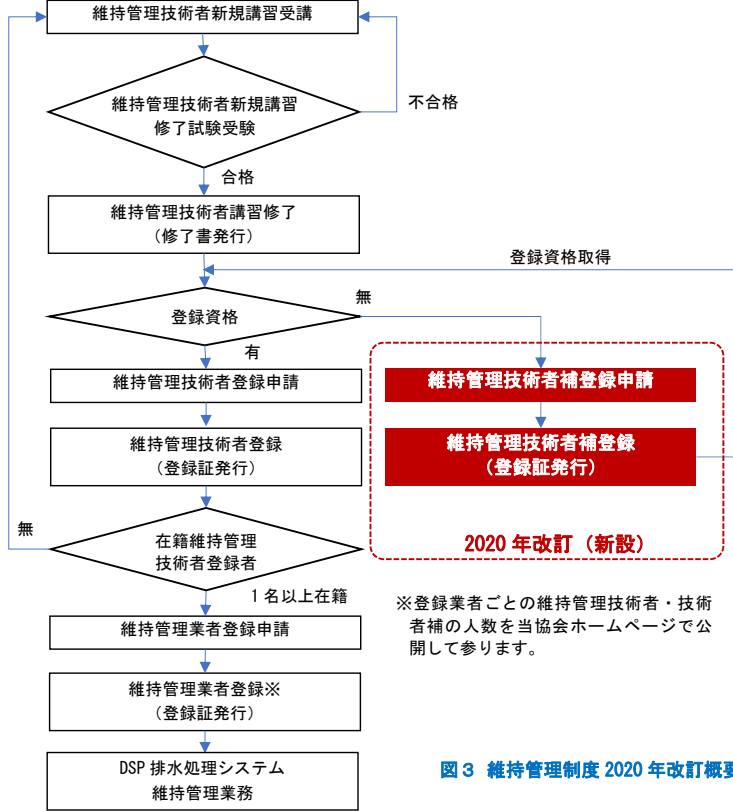 維持管理技術者新規講習受講
維持管理技術者新規講習
修了試験受験
不合格
合格
維持管理技術者講習修了
（修了書発行）
登録資格取得
登録資格
無
有
維持管理技術者登録申請
維持管理技術者補登録申請
維持管理技術者登録
（登録証発行）
維持管理技術者補登録
（登録証発行）
無
在籍維持管理
技術者登録者
2020 年改訂（新設）
1 名以上在籍
維持管理業者登録申請
※登録業者ごとの維持管理技術者・技術
者補の人数を当協会ホームページで公
開して参ります。
維持管理業者登録※
（登録証発行）
DSP 排水処理システム
維持管理業務
図３ 維持管理制度 2020 年改訂概要